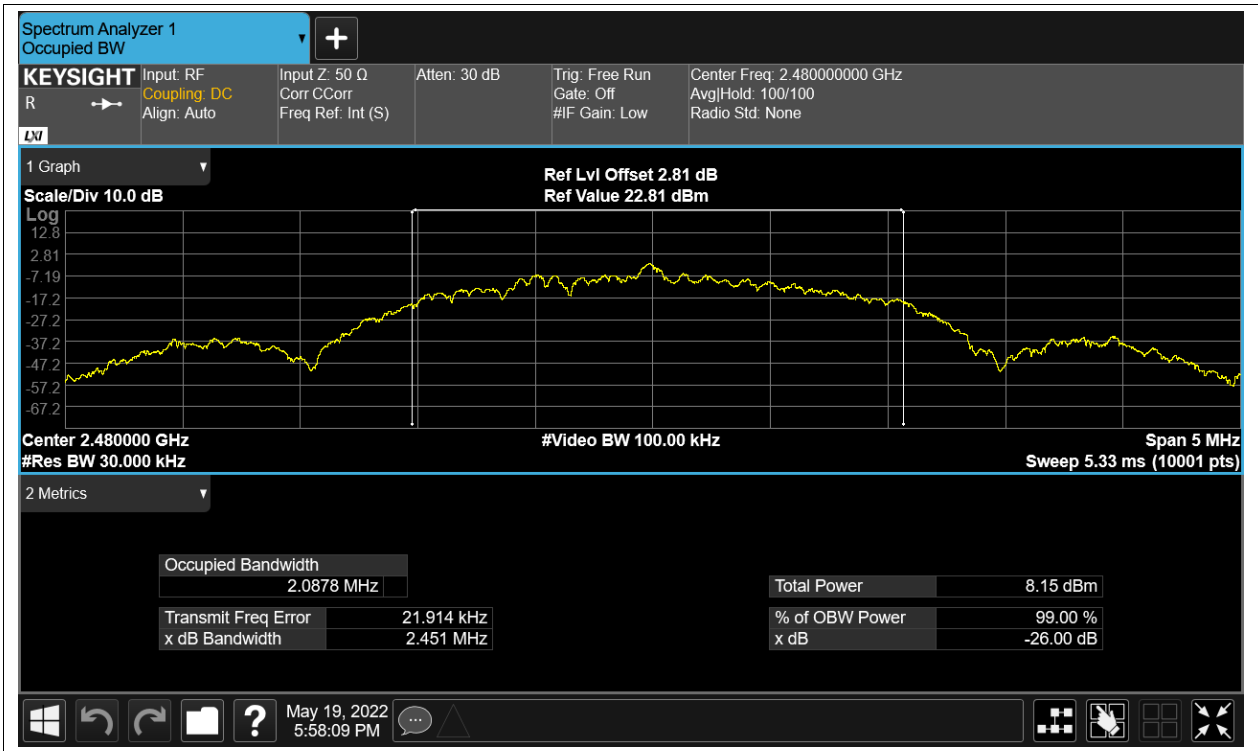 Spectrum Analyzer 1
Occupied BW
KEYSIGHT
R
LXI
Input: RF
Coupling: DC
Align: Auto
Input Z: 50 Ω
Corr CCorr
Freq Ref: Int (S)
Atten: 30 dB
Trig: Free Run
Gate: Off
#IF Gain: Low
Center Freq: 2.480000000 GHz
Avg|Hold: 100/100
Radio Std: None
1 Graph
Scale/Div 10.0 dB
Ref Lvl Offset 2.81 dB
Ref Value 22.81 dBm
Log
12.8
2.81
-7.19
-17.2
-27.2
-37.2
-47.2
-57.2
-67.2
Center 2.480000 GHz
#Res BW 30.000 kHz
#Video BW 100.00 kHz
Span 5 MHz
Sweep 5.33 ms (10001 pts)
2 Metrics
Occupied Bandwidth
2.0878 MHz
Transmit Freq Error 21.914 kHz
x dB Bandwidth 2.451 MHz
Total Power 8.15 dBm
% of OBW Power 99.00 %
x dB -26.00 dB
?
May 19, 2022
5:58:09 PM